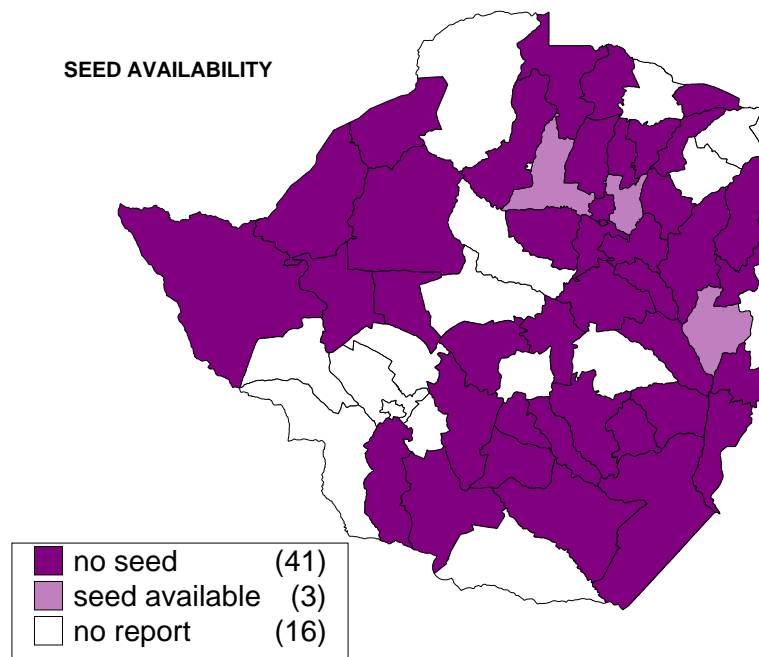 SEED AVAILABILITY
no seed (41)
seed available (3)
no report (16)